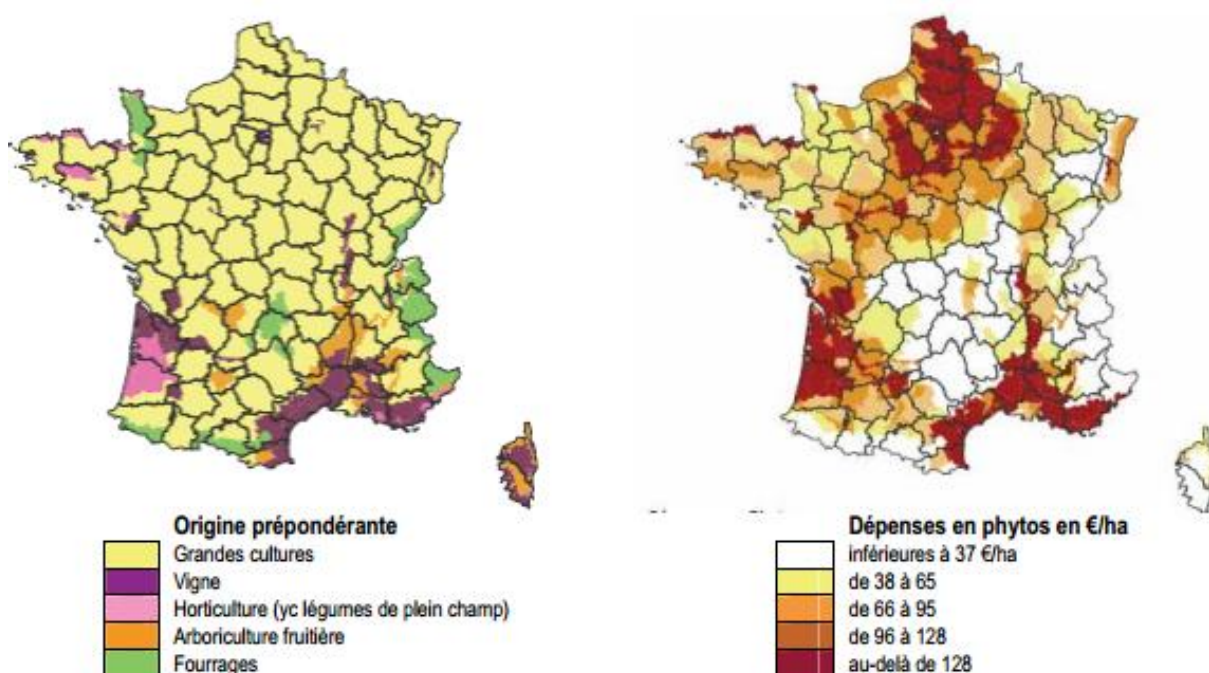 Origine prépondérante
Grandes cultures
Vigne
Horticulture (yc légumes de plein champ)
Arboriculture fruitière
Fourrages
Dépenses en phytos en €/ha
inférieures à 37 €/ha
de 38 à 65
de 66 à 95
de 96 à 128
au-delà de 128